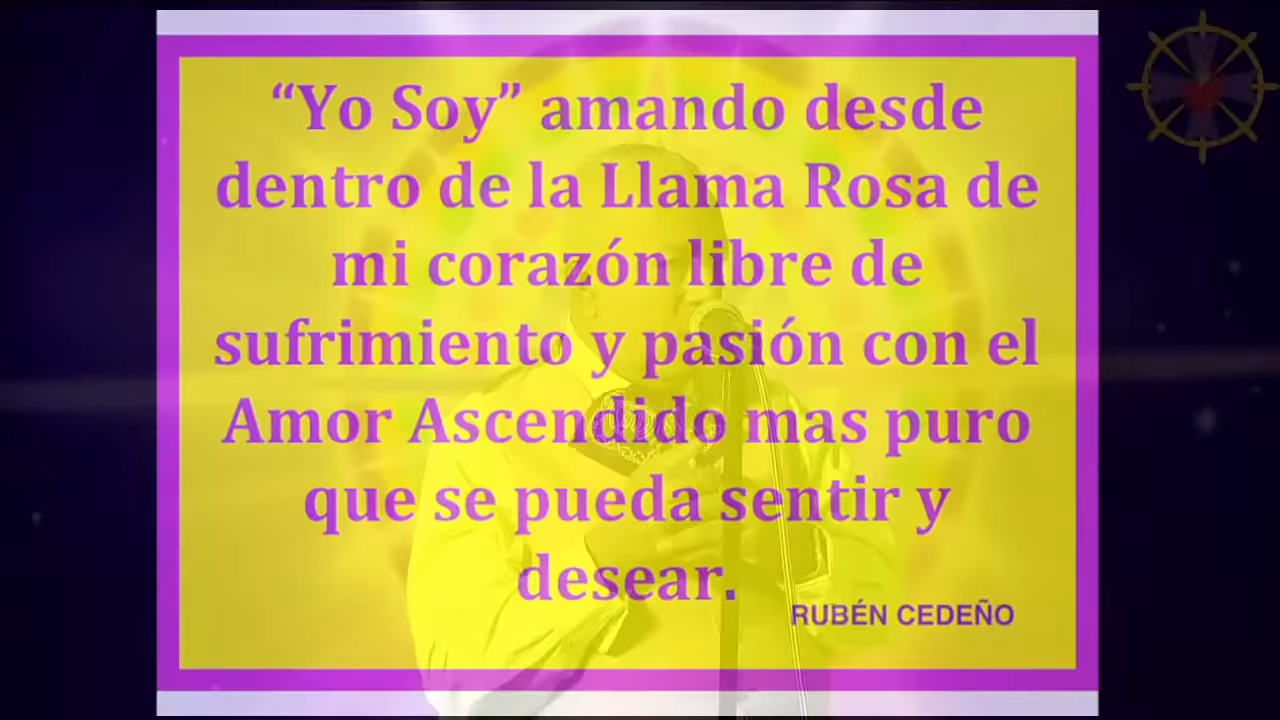 “Yo Soy” amando desde
dentro de la Llama Rosa de
mi corazón libre de
sufrimiento y pasión con el
Amor Ascendido mas puro
que se pueda sentir y
desear.
RUBÉN CEDEÑO